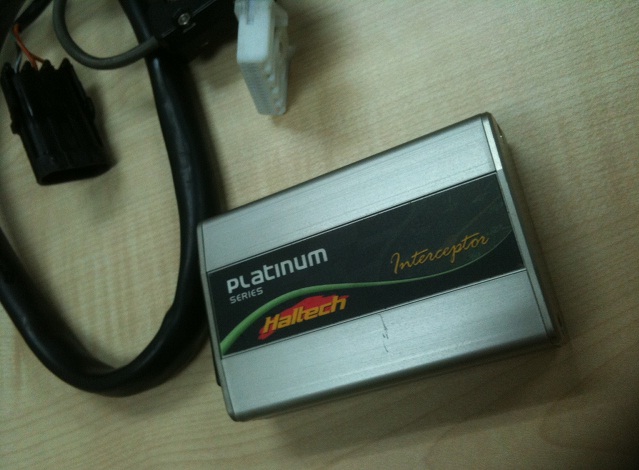 PLatinum
SERIES
Interceptor
Haltech